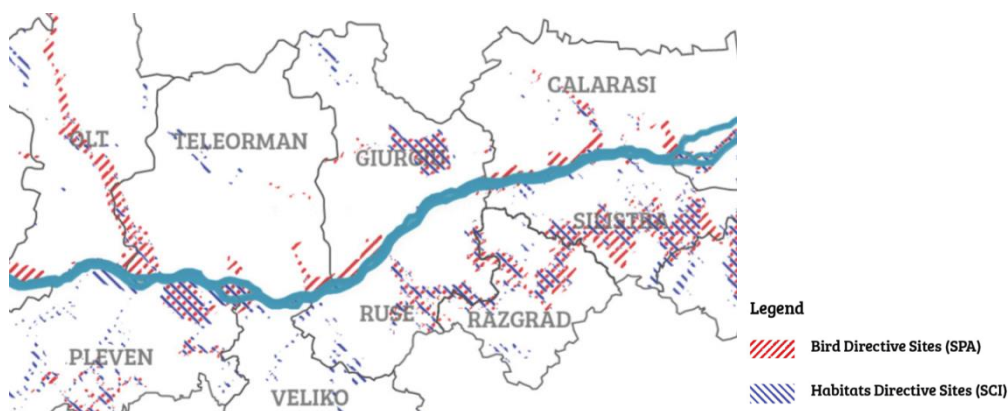 CALARASI
OLT
TELEORMAN
GIURGIU
SILISTRA
RUSE
RAZGRAD
PLEVEN
VELIKO
Legend
Bird Directive Sites (SPA)
Habitats Directive Sites (SCI)